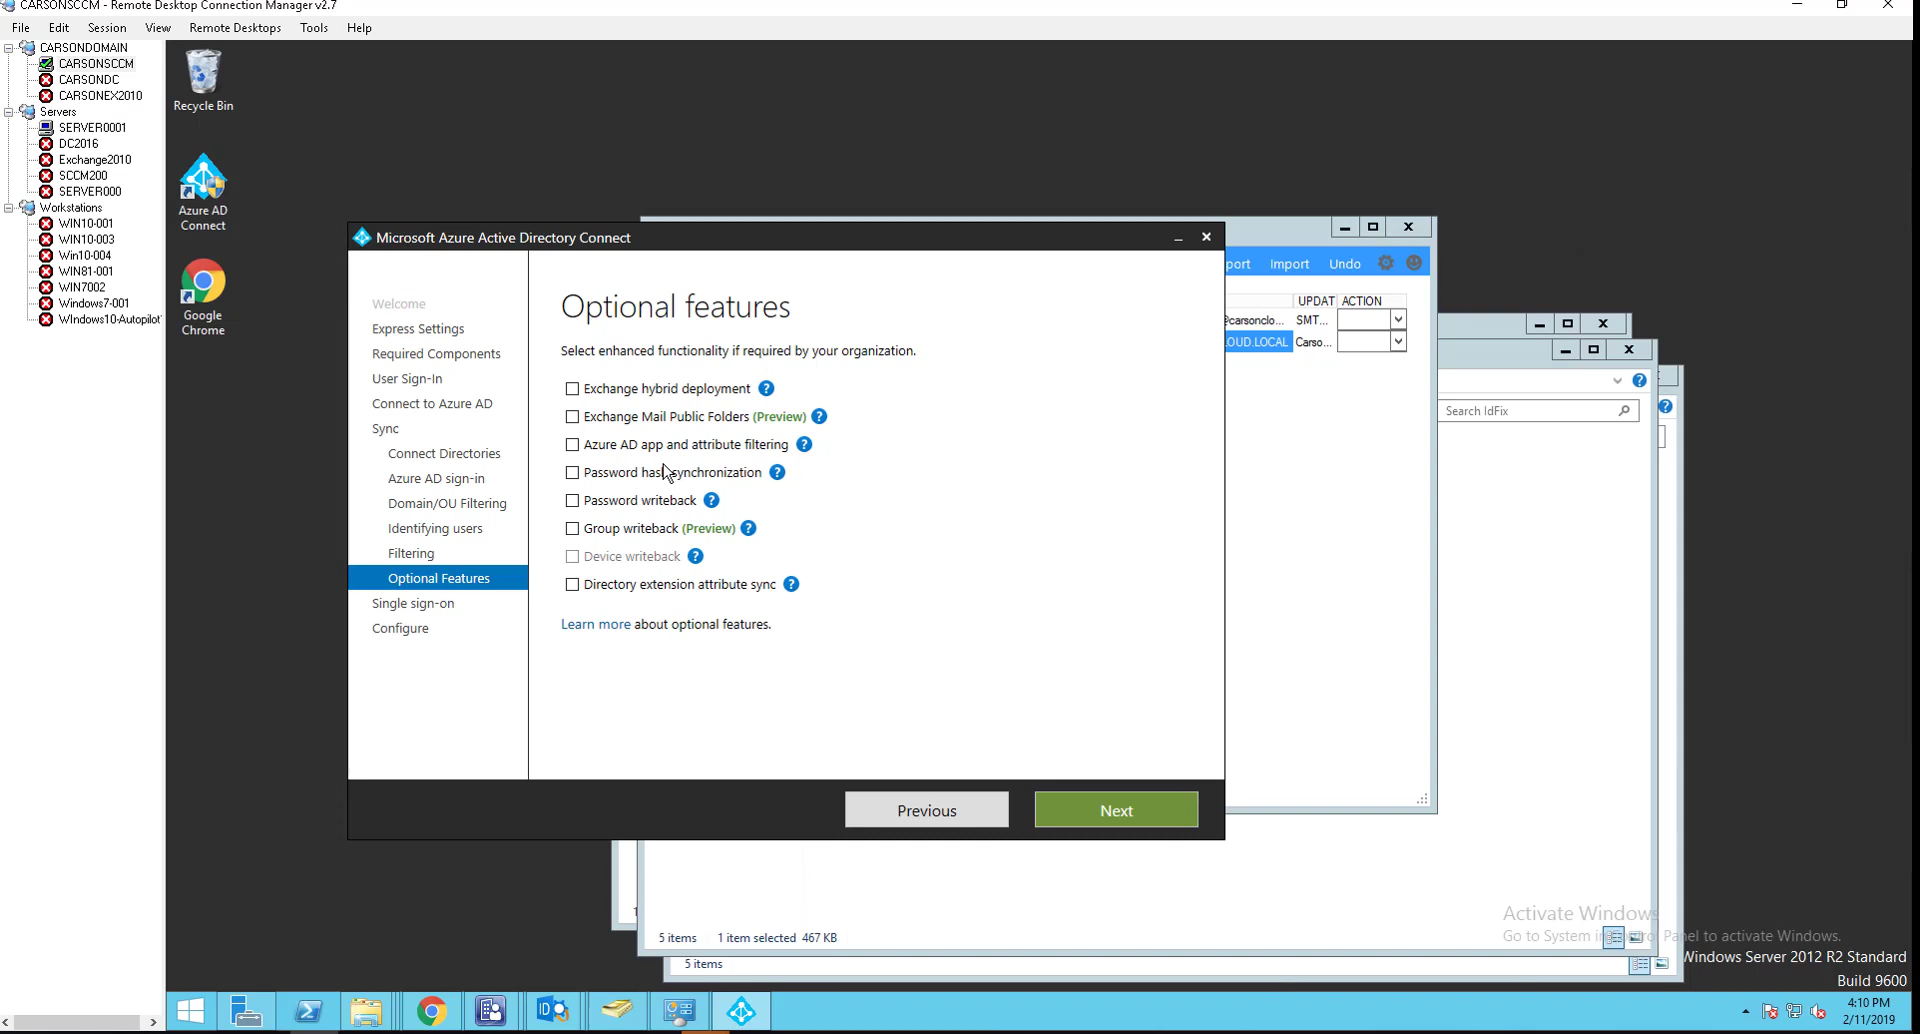 CARSONSCCM - Remote Desktop Connection Manager v2.7
File Edit Session View Remote Desktops Tools Help
CARSONDOMAIN
CARSONSCCM
CARSONDC
CARSONEX2010
Servers
SERVER0001
DC2016
Exchange2010
SCCM200
SERVER000
Workstations
WIN10-001
WIN10-003
Win10-004
WIN81-001
WIN7002
Windows7-001
WIndows10-Autopilot
Recycle Bin
Azure AD
Connect
Google
Chrome
Microsoft Azure Active Directory Connect
Welcome
Express Settings
Required Components
User Sign-In
Connect to Azure AD
Sync
Connect Directories
Azure AD sign-in
Domain/OU Filtering
Identifying users
Filtering
Optional Features
Single sign-on
Configure
Optional features
Select enhanced functionality if required by your organization.
Exchange hybrid deployment ?
Exchange Mail Public Folders (Preview) ?
Azure AD app and attribute filtering ?
Password hash synchronization ?
Password writeback ?
Group writeback (Preview) ?
Device writeback ?
Directory extension attribute sync ?
Learn more about optional features.
Previous Next
port Import Undo
UPDAT ACTION
@carsonclo... SMT...
LOUD.LOCAL Carso...
Search IdFix
5 items 1 item selected 467 KB
5 items
Activate Windows
Go to System in Control Panel to activate Windows.
Windows Server 2012 R2 Standard
Build 9600
4:10 PM
2/11/2019